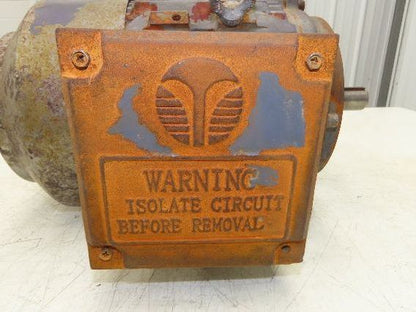 WARNING
ISOLATE CIRCUIT
BEFORE REMOVAL